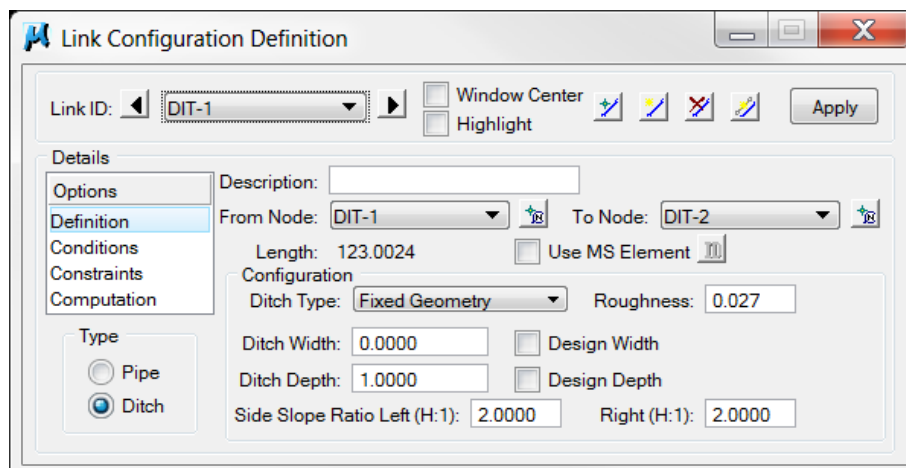 Link Configuration Definition
Link ID: DIT-1 Window Center Apply
Highlight
Details
Options
Definition
Conditions
Constraints
Computation
Description:
From Node: DIT-1 To Node: DIT-2
Length: 123.0024 Use MS Element
Configuration
Ditch Type: Fixed Geometry Roughness: 0.027
Ditch Width: 0.0000 Design Width
Ditch Depth: 1.0000 Design Depth
Side Slope Ratio Left (H:1): 2.0000 Right (H:1): 2.0000
Type
Pipe
Ditch